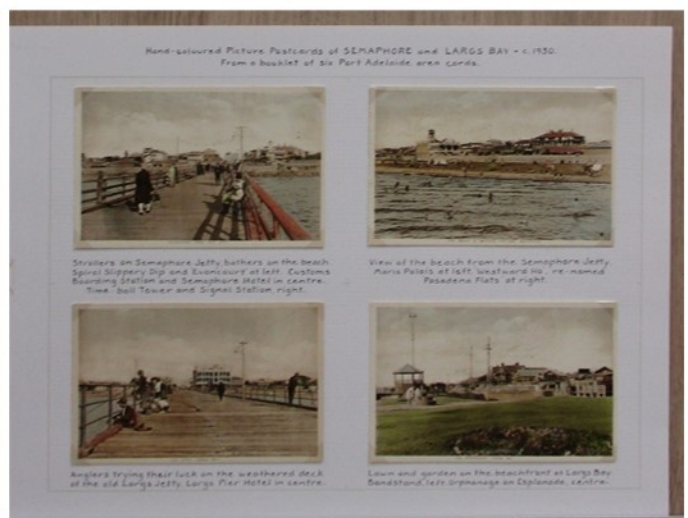 Hand-coloured Picture Postcards of SEMAPHORE and LARGS BAY - c. 1930.
From a booklet of six Port Adelaide area cards.
Strollers on Semaphore Jetty, bathers on the beach.
Spiral Slippery Dip and Evancourt at left. Customs
Boarding Station and Semaphore Hotel in centre.
Time-ball Tower and Signal Station, right.
View of the beach from the Semaphore Jetty.
Maris Palais at left. Westward Ho, re-named
Pasadena Flats at right.
Anglers trying their luck on the weathered deck
of the old Largs Jetty. Largs Pier Hotel in centre.
Lawn and garden on the beachfront at Largs Bay.
Bandstand, left. Orphanage on Esplanade, centre.